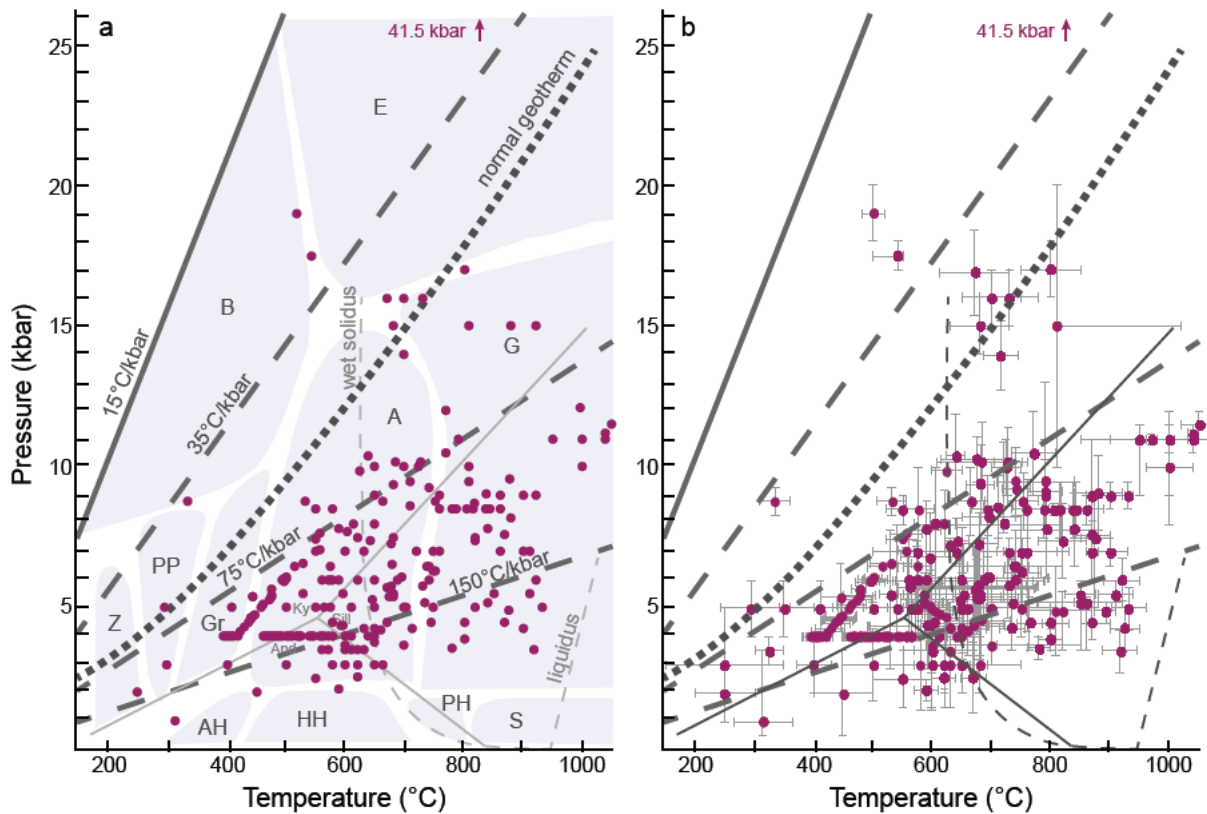 a
41.5 kbar
b
41.5 kbar
25
25
E
normal geotherm
20
20
B
wet solidus
15
15
15°C/kbar
G
35°C/kbar
A
Pressure (kbar)
10
10
PP
75°C/kbar
150°C/kbar
5
Z
Gr
Ky
Sill
And
5
liquidus
AH
HH
PH
S
200
400
600
800
1000
200
400
600
800
1000
Temperature (°C)
Temperature (°C)